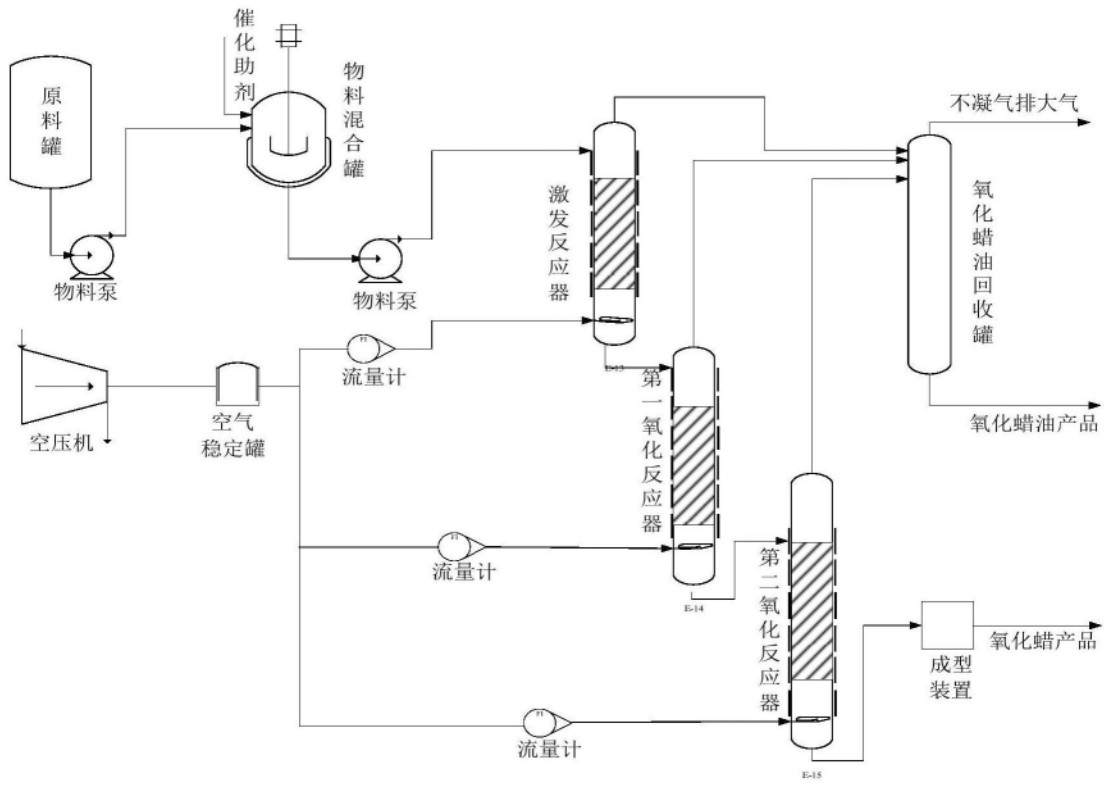 原料罐
催化助剂
物料混合罐
物料泵
物料泵
激发反应器
不凝气排大气
氧化蜡油回收罐
氧化蜡油产品
空压机
空气
稳定罐
FI
流量计
E-13
第一氧化反应器
FI
流量计
E-14
第二氧化反应器
成型
装置
氧化蜡产品
FI
流量计
E-15